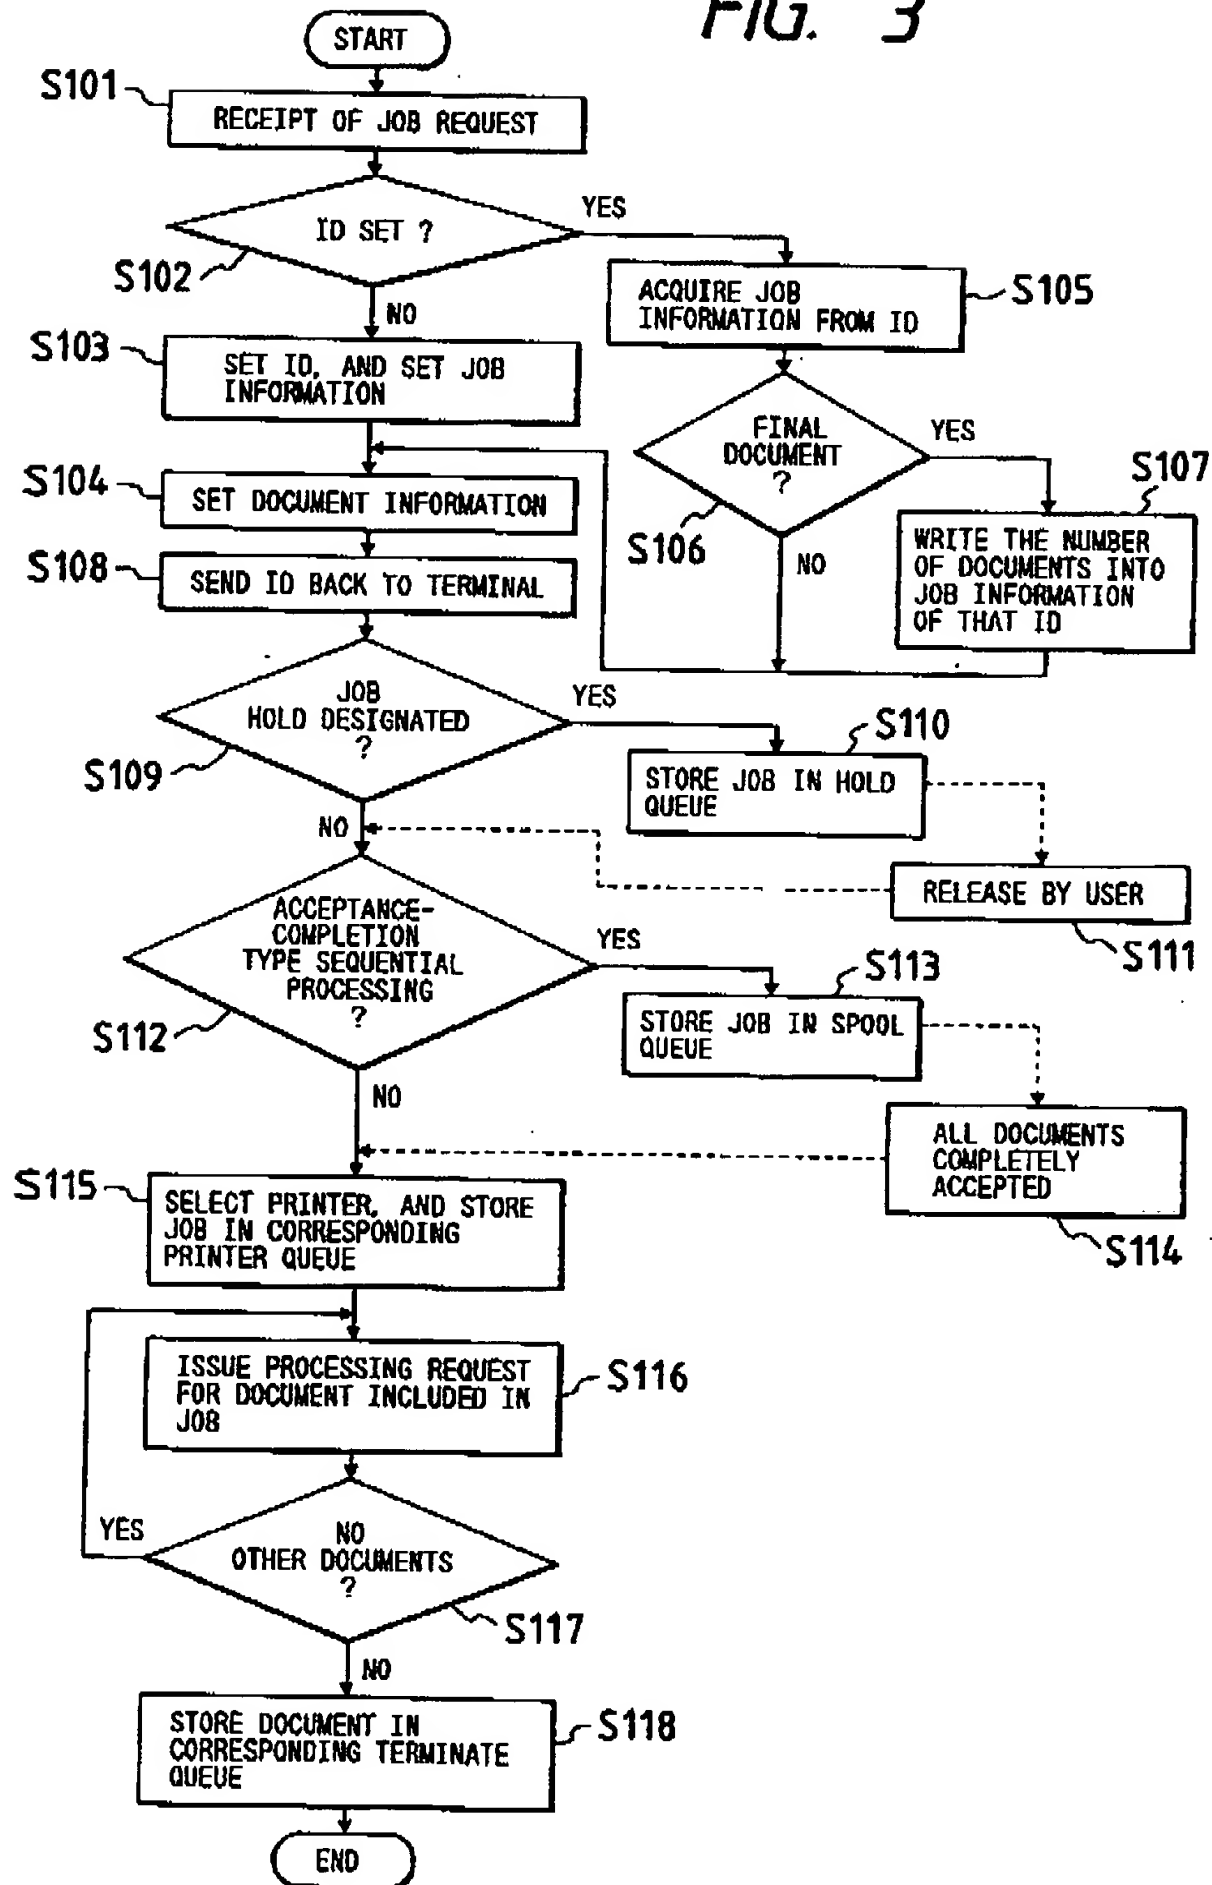 FIG. 3
START
S101
RECEIPT OF JOB REQUEST
ID SET ?
YES
S102
NO
ACQUIRE JOB
INFORMATION FROM ID
S105
S103
SET ID, AND SET JOB
INFORMATION
FINAL
DOCUMENT
?
YES
S106
NO
S107
WRITE THE NUMBER
OF DOCUMENTS INTO
JOB INFORMATION
OF THAT ID
S104
SET DOCUMENT INFORMATION
S108
SEND ID BACK TO TERMINAL
JOB
HOLD DESIGNATED
?
YES
S109
NO
S110
STORE JOB IN HOLD
QUEUE
RELEASE BY USER
S111
ACCEPTANCE-
COMPLETION
TYPE SEQUENTIAL
PROCESSING
?
YES
S112
NO
S113
STORE JOB IN SPOOL
QUEUE
ALL DOCUMENTS
COMPLETELY
ACCEPTED
S114
S115
SELECT PRINTER, AND STORE
JOB IN CORRESPONDING
PRINTER QUEUE
ISSUE PROCESSING REQUEST
FOR DOCUMENT INCLUDED IN
JOB
S116
YES
NO
OTHER DOCUMENTS
?
S117
NO
STORE DOCUMENT IN
CORRESPONDING TERMINATE
QUEUE
S118
END